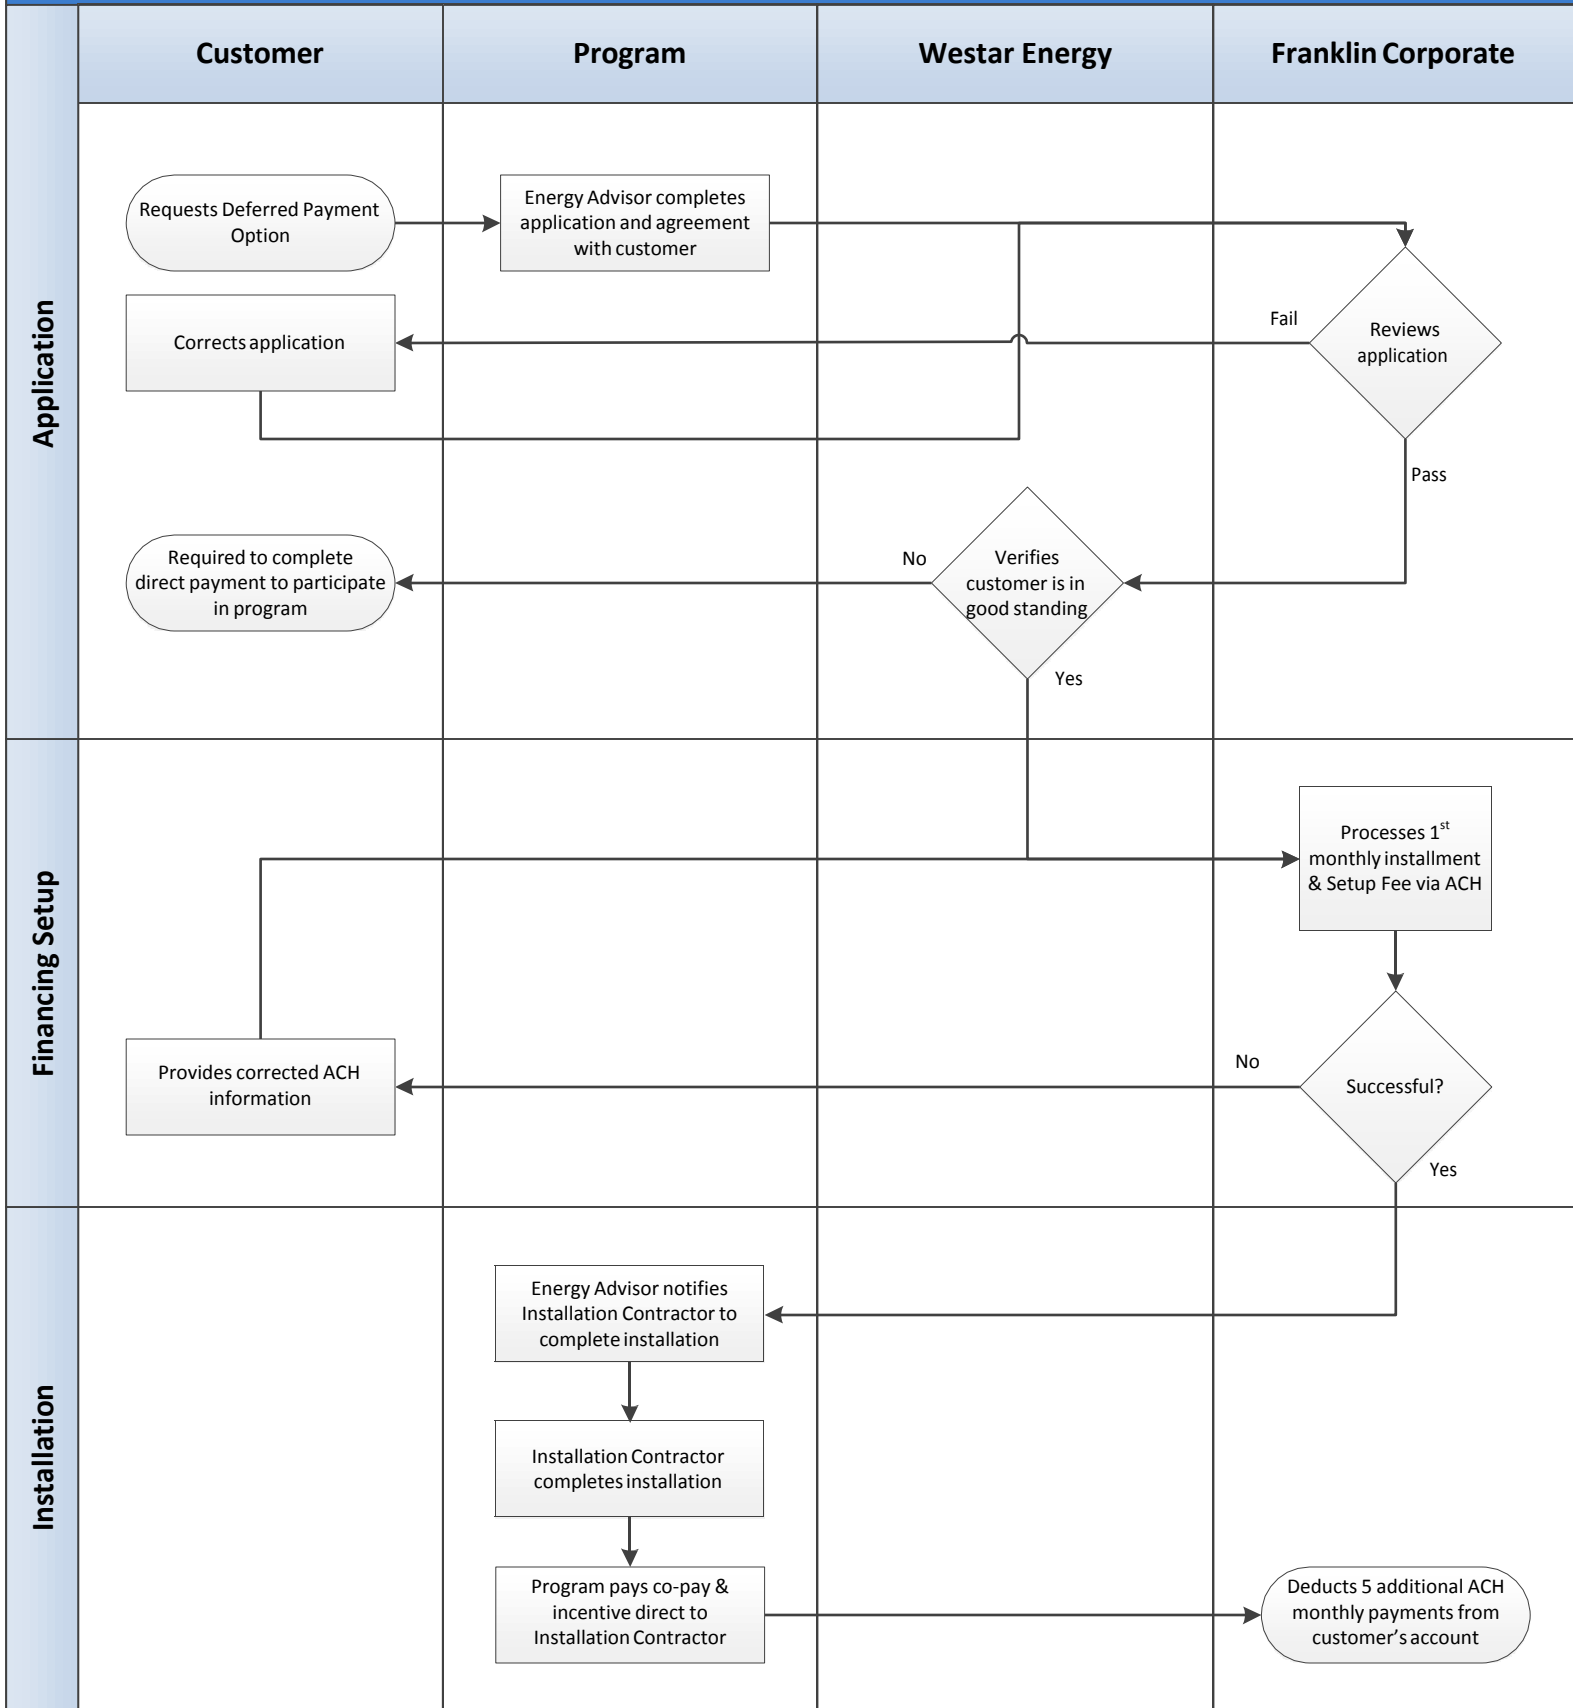 Customer
Program
Westar Energy
Franklin Corporate
Application
Requests Deferred Payment
Option
Energy Advisor completes
application and agreement
with customer
Corrects application
Fail
Reviews
application
Pass
Required to complete
direct payment to participate
in program
No
Verifies
customer is in
good standing
Yes
Financing Setup
Processes 1st
monthly installment
& Setup Fee via ACH
Provides corrected ACH
information
No
Successful?
Yes
Installation
Energy Advisor notifies
Installation Contractor to
complete installation
Installation Contractor
completes installation
Program pays co-pay &
incentive direct to
Installation Contractor
Deducts 5 additional ACH
monthly payments from
customer's account